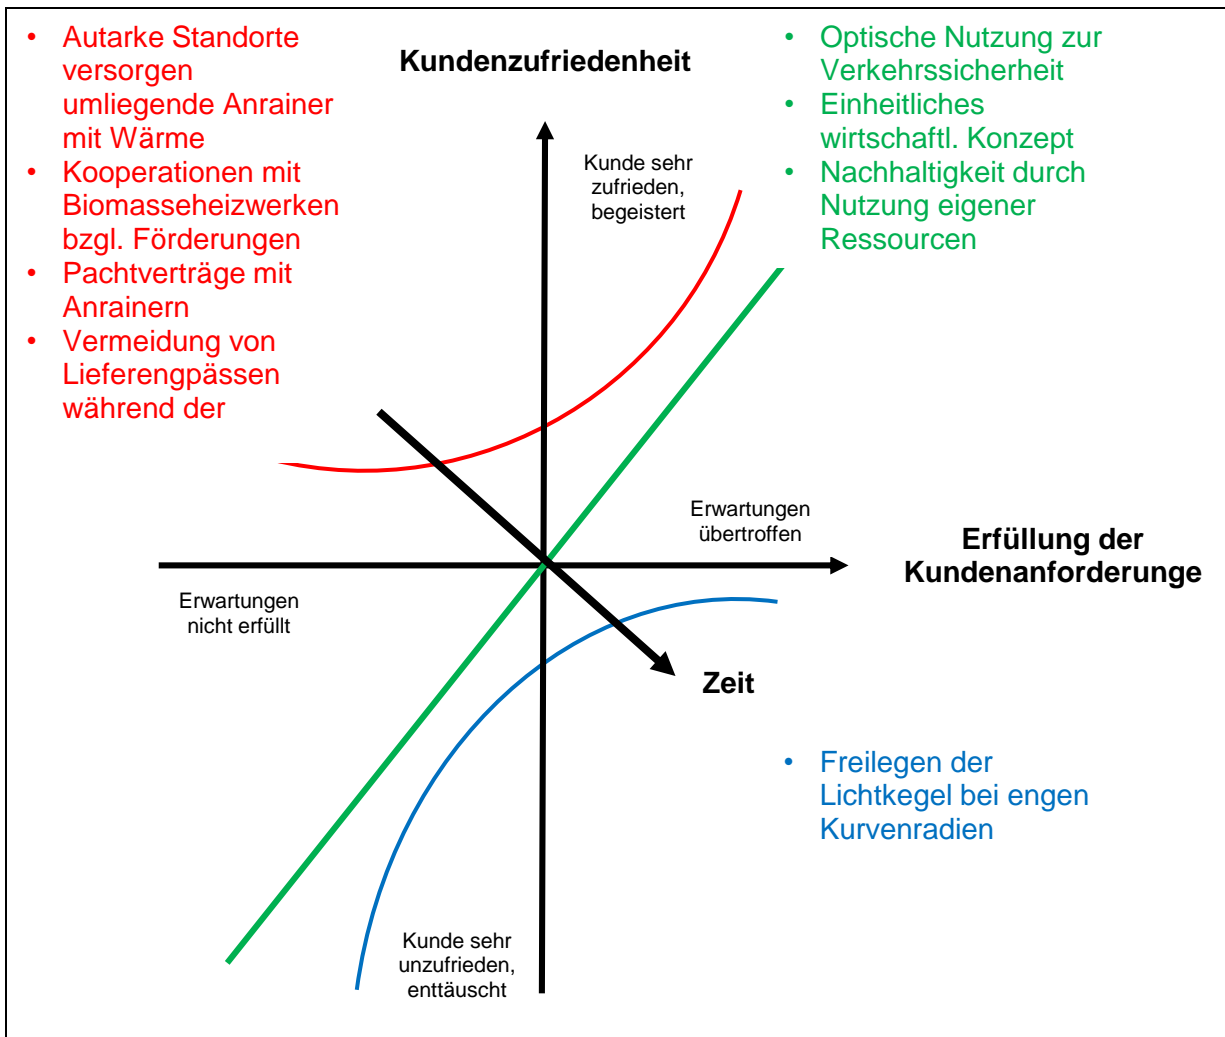 • Autarke Standorte
versorgen
umliegende Anrainer
mit Wärme
• Kooperationen mit
Biomasseheizwerken
bzgl. Förderungen
• Pachtverträge mit
Anrainern
• Vermeidung von
Lieferengpässen
während der
Kundenzufriedenheit
• Optische Nutzung zur
Verkehrssicherheit
• Einheitliches
wirtschaftl. Konzept
• Nachhaltigkeit durch
Nutzung eigener
Ressourcen
Kunde sehr
zufrieden,
begeistert
Erwartungen
übertroffen
Erfüllung der
Kundenanforderunge
Erwartungen
nicht erfüllt
Zeit
• Freilegen der
Lichtkegel bei engen
Kurvenradien
Kunde sehr
unzufrieden,
enttäuscht